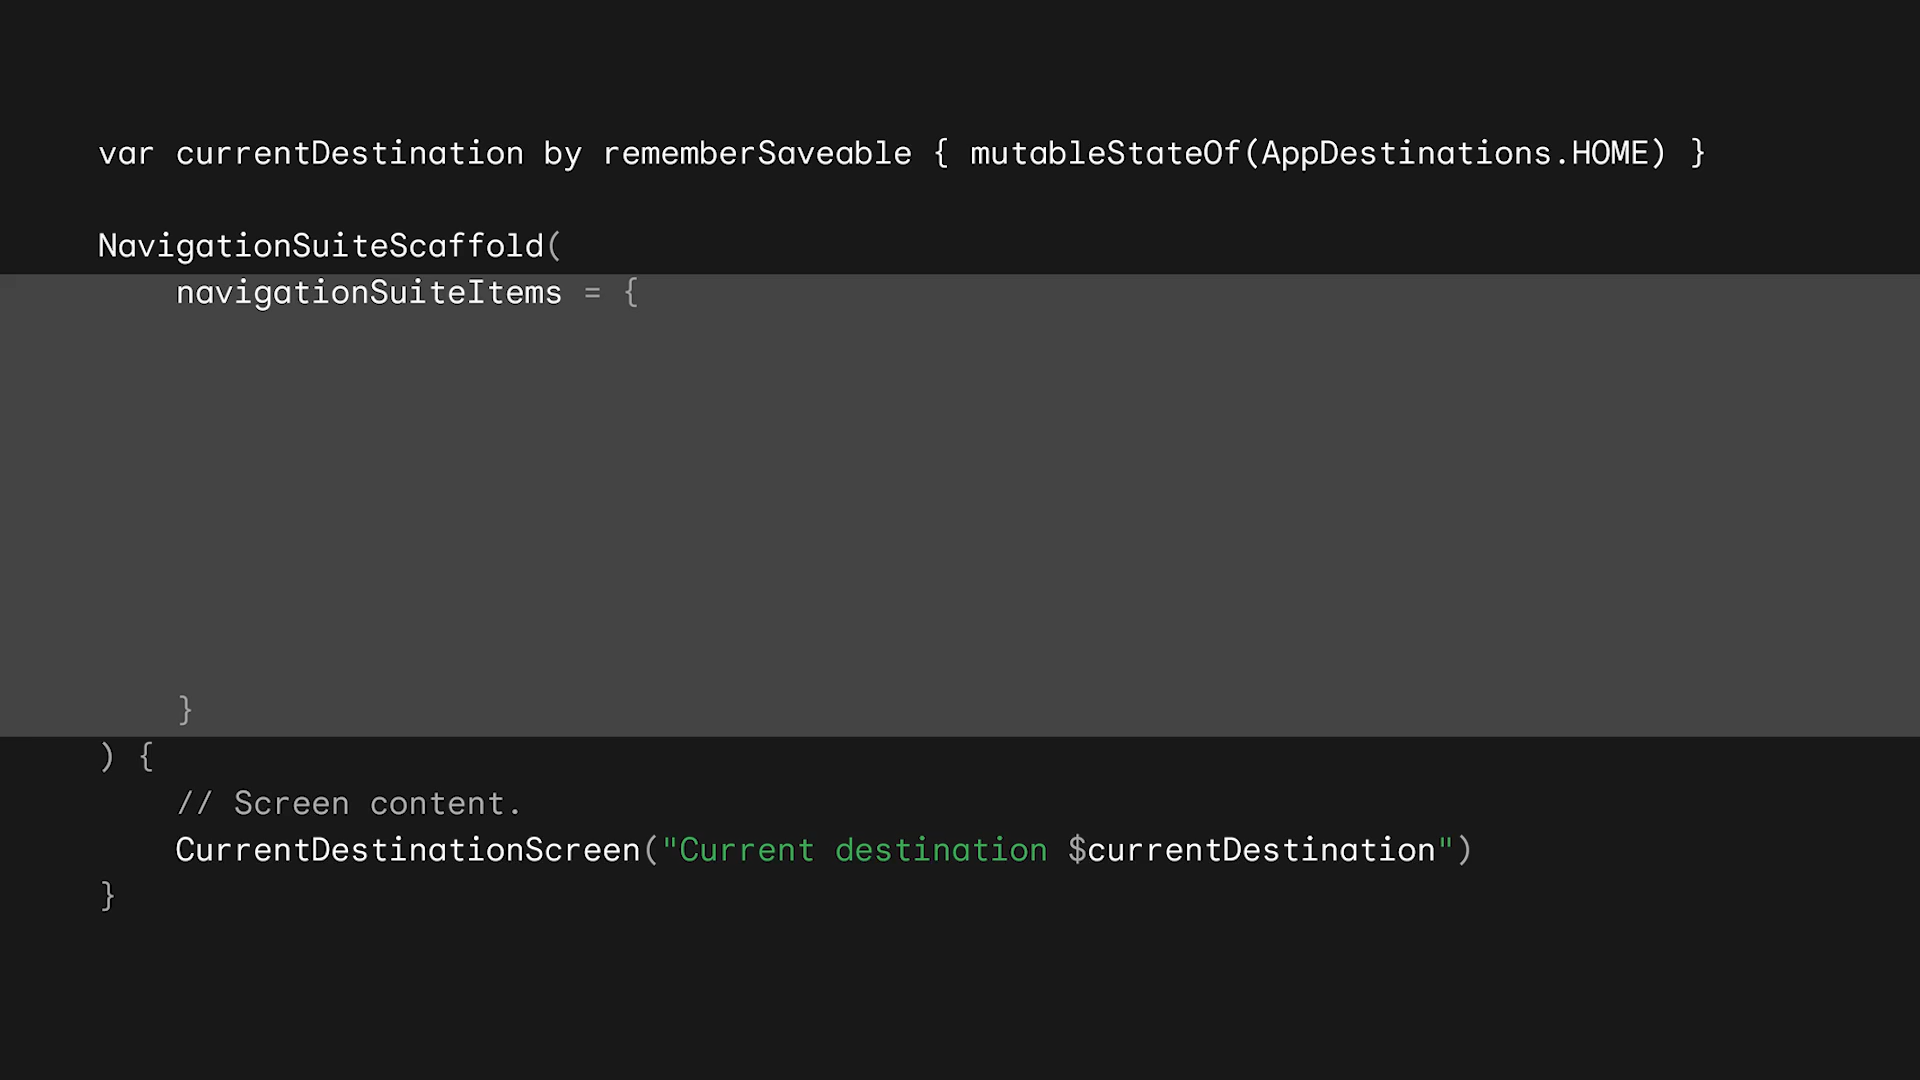 var currentDestination by rememberSaveable { mutableStateOf(AppDestinations.HOME) }
NavigationSuiteScaffold(
navigationSuiteItems = {
}
) {
// Screen content.
CurrentDestinationScreen("Current destination $currentDestination")
}